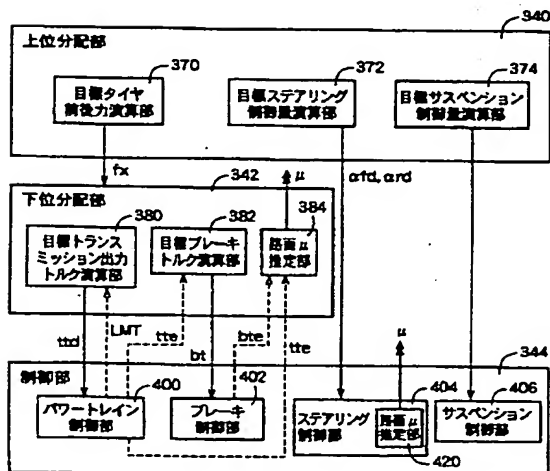 340
上位分配部
370
目標タイヤ
前後力演算部
372
目標ステアリング
制御量演算部
374
目標サスペンション
制御量演算部
fx
342
μ
αfd, αrd
下位分配部
380
目標トランス
ミッション出力
トルク演算部
382
目標ブレーキ
トルク演算部
384
路面μ
推定部
ttd
LMT
tte
bt
bte
tte
μ
344
制御部
400
パワートレイン
制御部
402
ブレーキ
制御部
404
ステアリング
制御部
路面μ
推定部
420
406
サスペンション
制御部